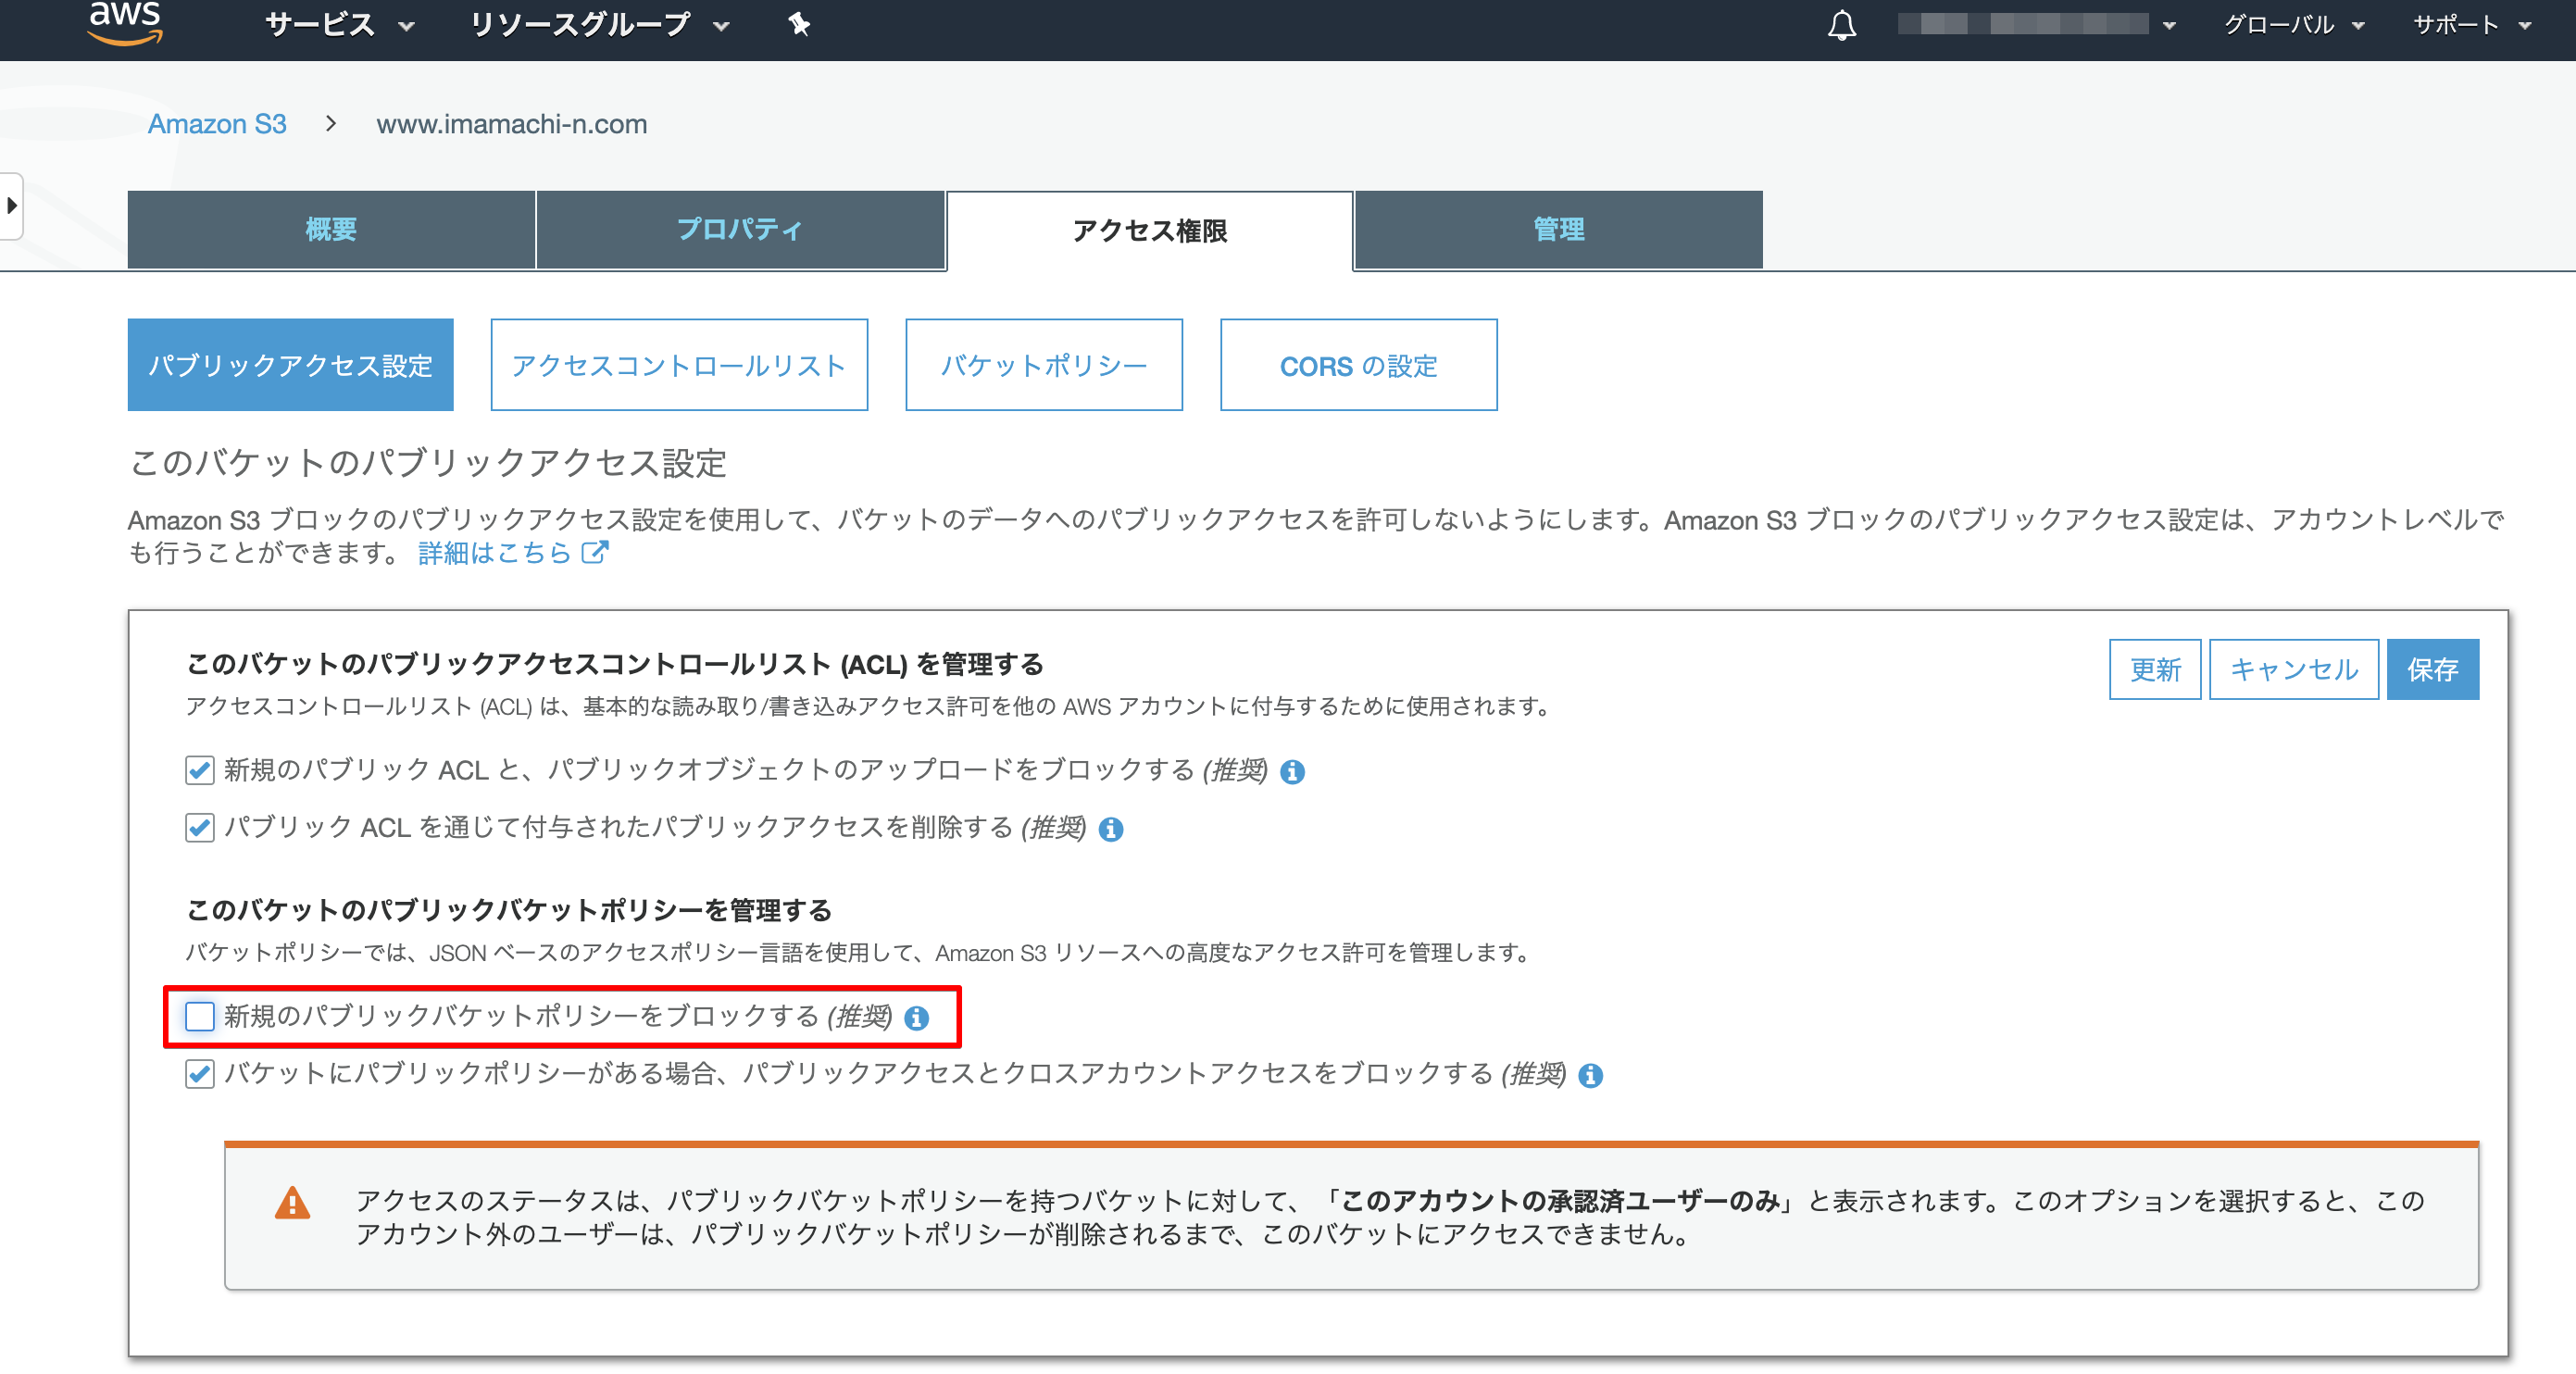 aws サービス リソースグループ グローバル サポート
Amazon S3 > www.imamachi-n.com
概要 プロパティ アクセス権限 管理
パブリックアクセス設定 アクセスコントロールリスト バケットポリシー CORS の設定
このバケットのパブリックアクセス設定
Amazon S3 ブロックのパブリックアクセス設定を使用して、バケットのデータへのパブリックアクセスを許可しないようにします。Amazon S3 ブロックのパブリックアクセス設定は、アカウントレベルで
も行うことができます。 詳細はこちら
このバケットのパブリックアクセスコントロールリスト (ACL) を管理する
更新 キャンセル 保存
アクセスコントロールリスト (ACL) は、基本的な読み取り/書き込みアクセス許可を他の AWS アカウントに付与するために使用されます。
新規のパブリック ACL と、パブリックオブジェクトのアップロードをブロックする (推奨)
パブリック ACL を通じて付与されたパブリックアクセスを削除する (推奨)
このバケットのパブリックバケットポリシーを管理する
バケットポリシーでは、JSON ベースのアクセスポリシー言語を使用して、Amazon S3 リソースへの高度なアクセス許可を管理します。
新規のパブリックバケットポリシーをブロックする (推奨)
バケットにパブリックポリシーがある場合、パブリックアクセスとクロスアカウントアクセスをブロックする (推奨)
アクセスのステータスは、パブリックバケットポリシーを持つバケットに対して、「このアカウントの承認済ユーザーのみ」と表示されます。このオプションを選択すると、この
アカウント外のユーザーは、パブリックバケットポリシーが削除されるまで、このバケットにアクセスできません。